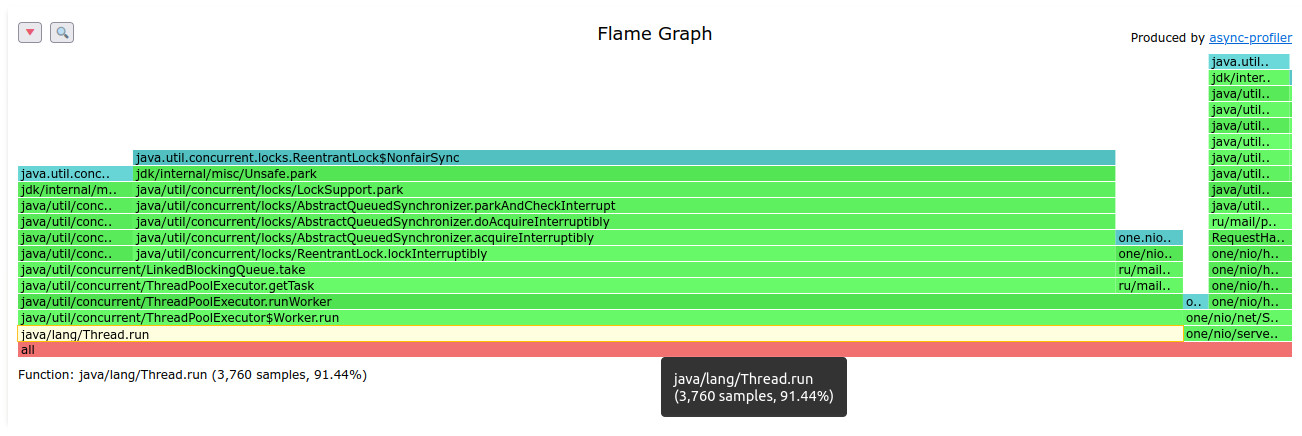 Flame Graph
Produced by async-profiler
java.util..
jdk/inter..
java/util..
java/util..
java/util..
java/util..
java.util.concurrent.locks.ReentrantLock$NonfairSync java/util..
java.util.conc.. jdk/internal/misc/Unsafe.park java/util..
jdk/internal/m.. java/util/concurrent/locks/LockSupport.park java/util..
java/util/conc.. java/util/concurrent/locks/AbstractQueuedSynchronizer.parkAndCheckInterrupt java/util..
java/util/conc.. java/util/concurrent/locks/AbstractQueuedSynchronizer.doAcquireInterruptibly ru/mail/p..
java/util/conc.. java/util/concurrent/locks/AbstractQueuedSynchronizer.acquireInterruptibly one.nio.. RequestHa..
java/util/conc.. java/util/concurrent/locks/ReentrantLock.lockInterruptibly one/nio.. one/nio/h..
java/util/concurrent/LinkedBlockingQueue.take ru/mail.. one/nio/h..
java/util/concurrent/ThreadPoolExecutor.getTask ru/mail.. one/nio/h..
java/util/concurrent/ThreadPoolExecutor.runWorker o.. one/nio/h..
java/util/concurrent/ThreadPoolExecutor$Worker.run one/nio/net/S..
java/lang/Thread.run one/nio/serve..
all
Function: java/lang/Thread.run (3,760 samples, 91.44%)
java/lang/Thread.run
(3,760 samples, 91.44%)